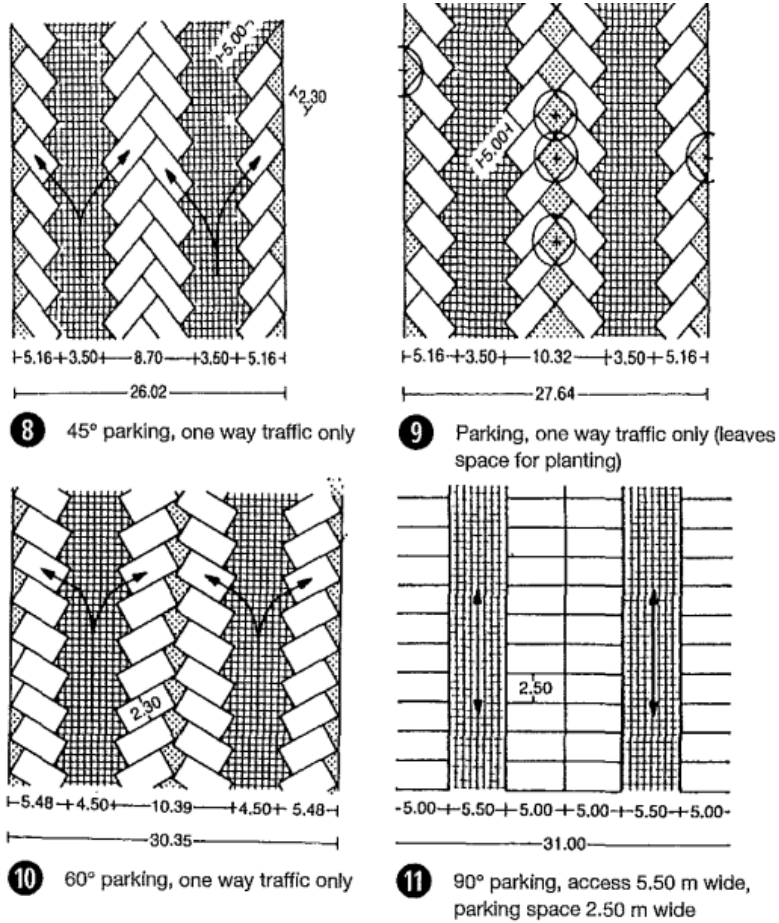 5.00
2.30
5.16 3.50 8.70 3.50 5.16
26.02
8 45° parking, one way traffic only
5.00
5.16 3.50 10.32 3.50 5.16
27.64
9 Parking, one way traffic only (leaves
space for planting)
2.30
5.48 4.50 10.39 4.50 5.48
30.35
10 60° parking, one way traffic only
2.50
5.00 5.50 5.00 5.00 5.50 5.00
31.00
11 90° parking, access 5.50 m wide,
parking space 2.50 m wide